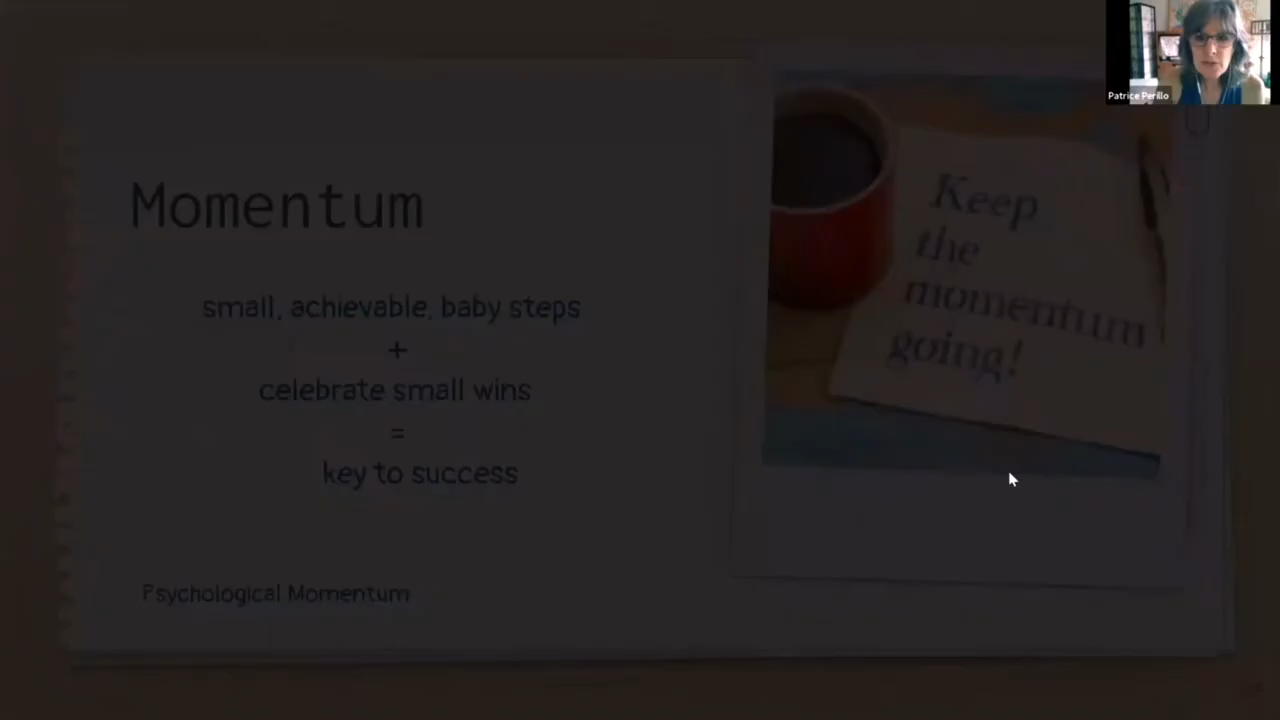 Patrice Perillo
Momentum
small, achievable, baby steps
+
celebrate small wins
=
key to success
Psychological Momentum
Keep
the
momentum
going!